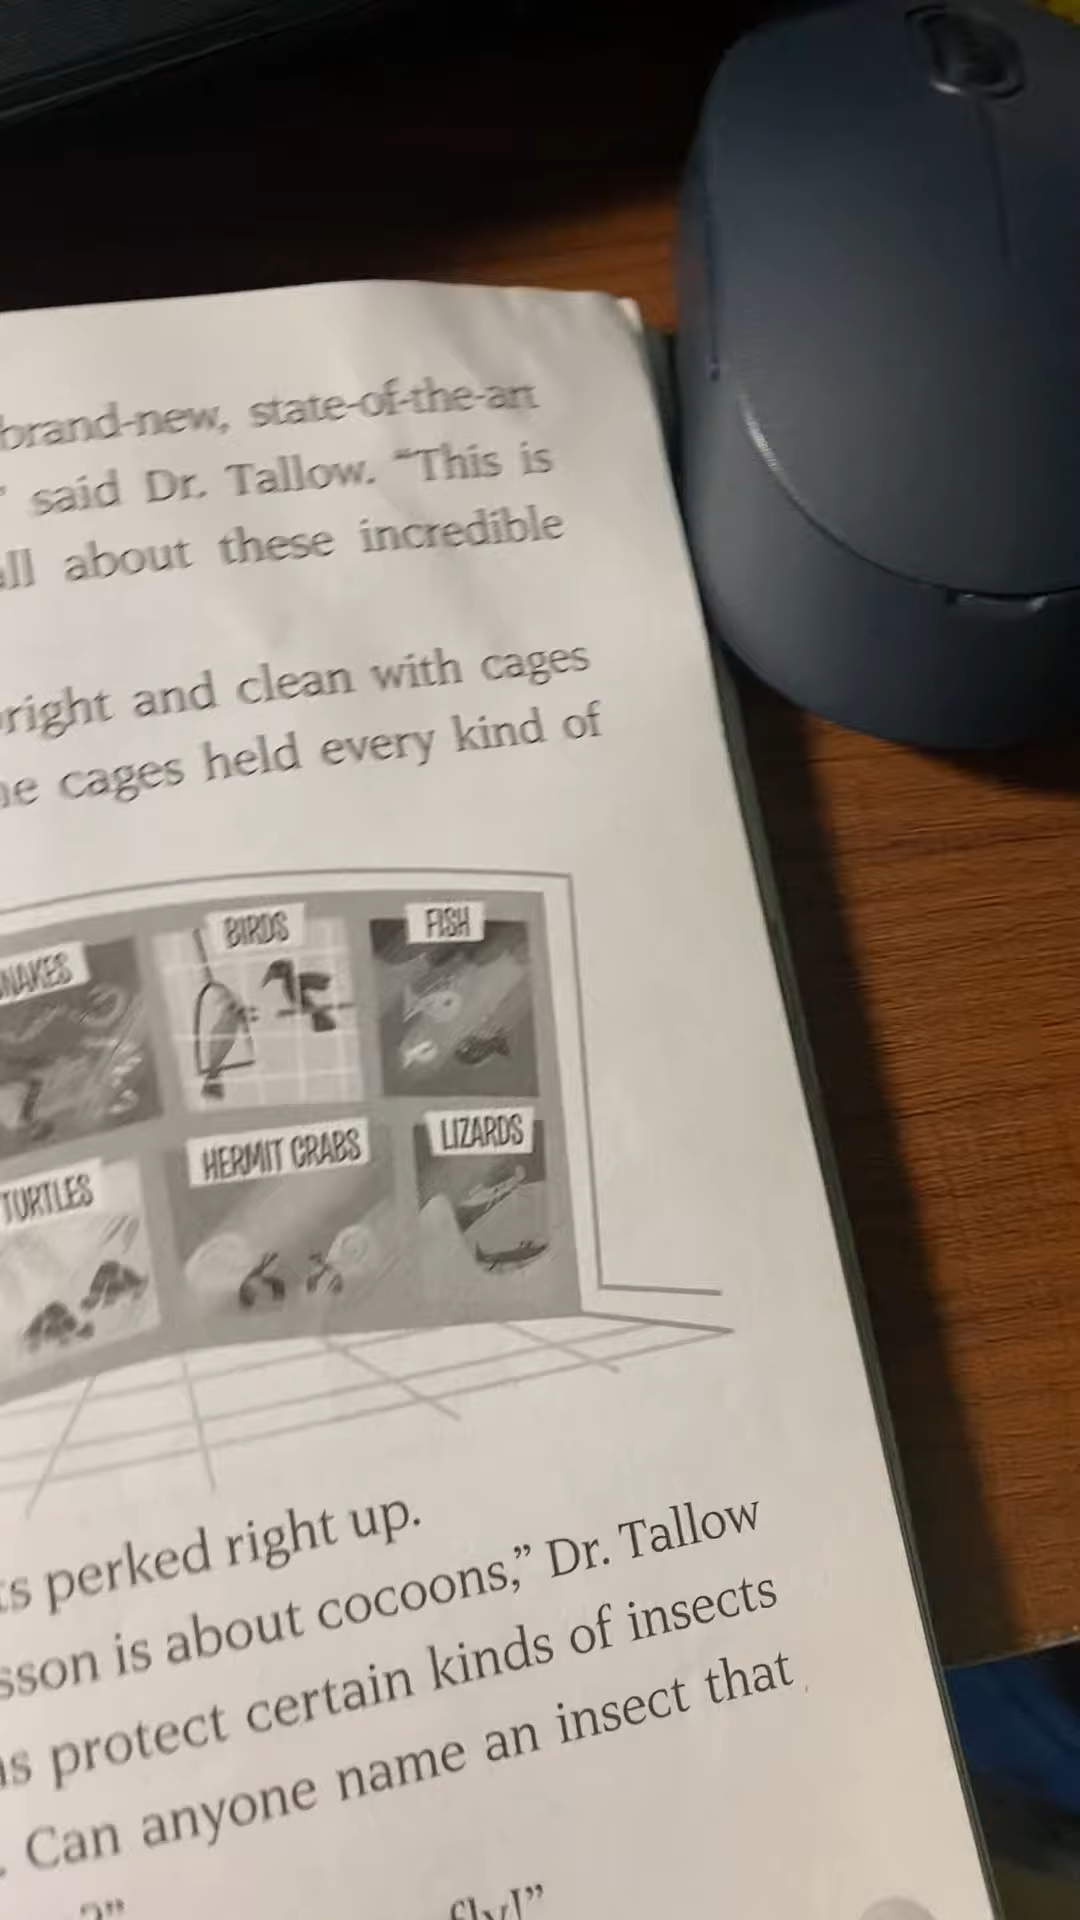 brand-new, state-of-the-art
said Dr. Tallow. “This is
about these incredible
and clean with cages
cages held every kind of
BIRDS FISH
TURTLES HERMIT CRABS LIZARDS
perked right up.
is about cocoons,” Dr. Tallow
protect certain kinds of insects
. Can anyone name an insect that